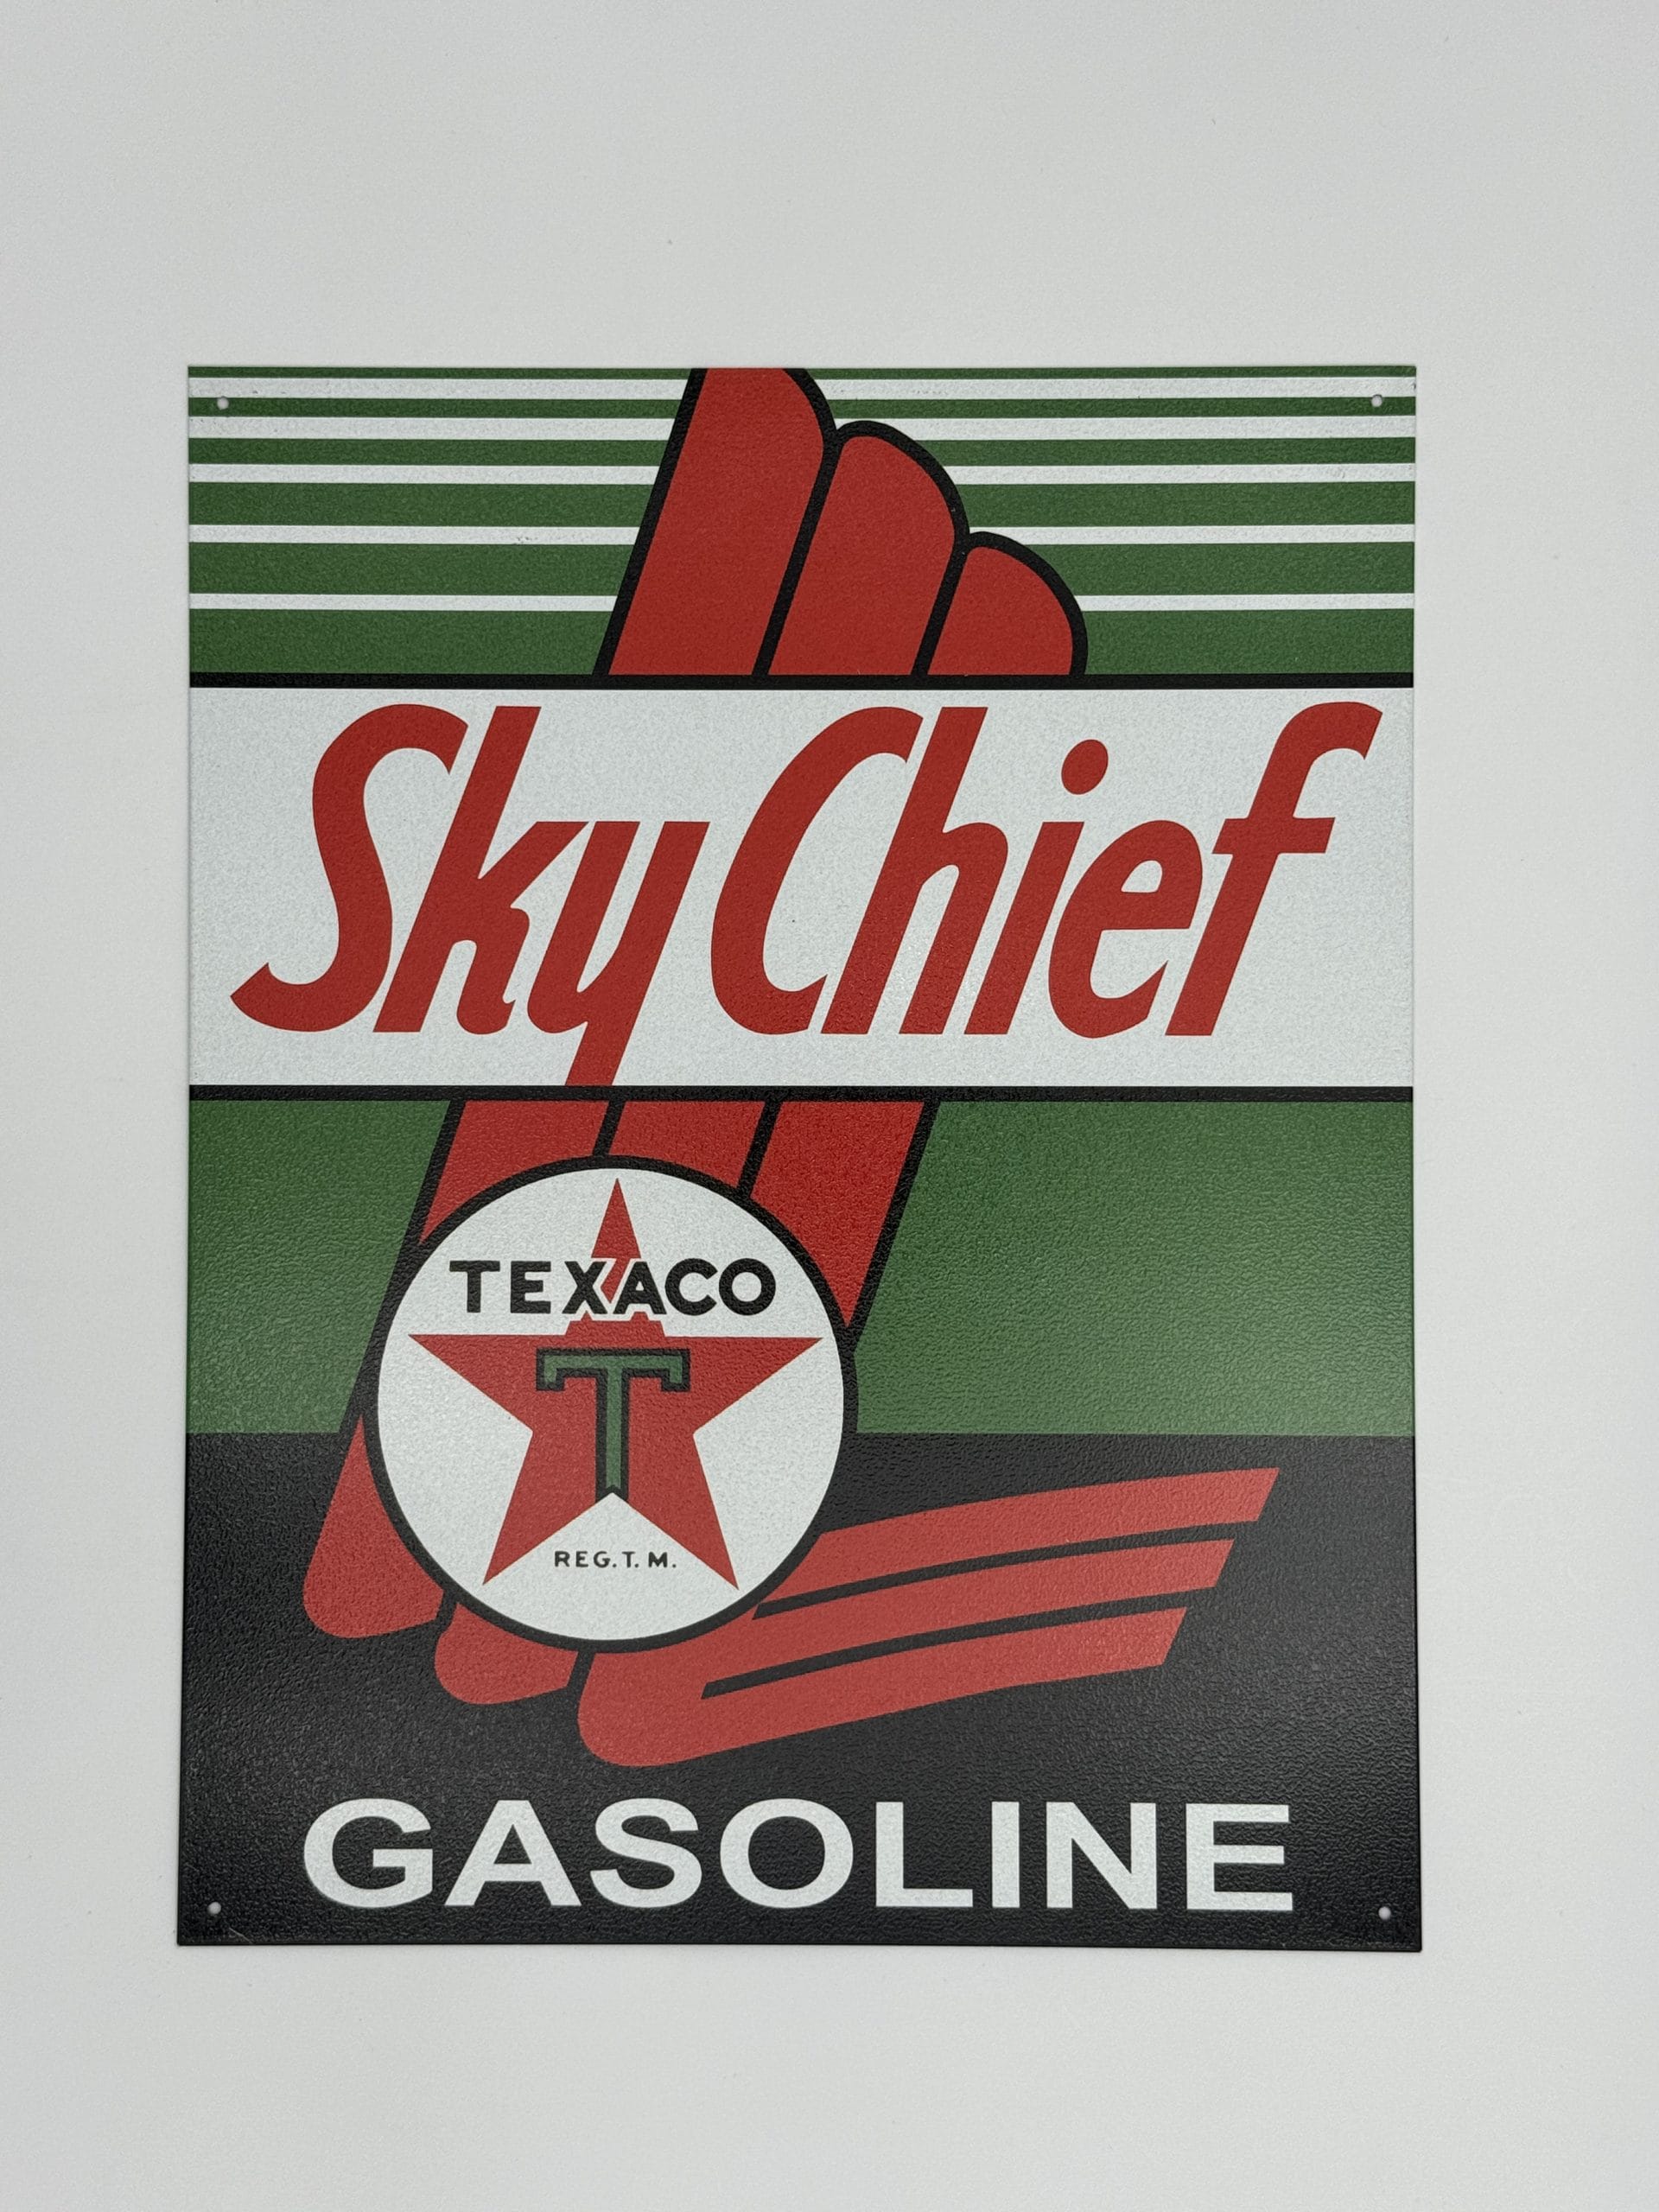 Sky Chief
TEXACO
T
REG. T. M.
GASOLINE